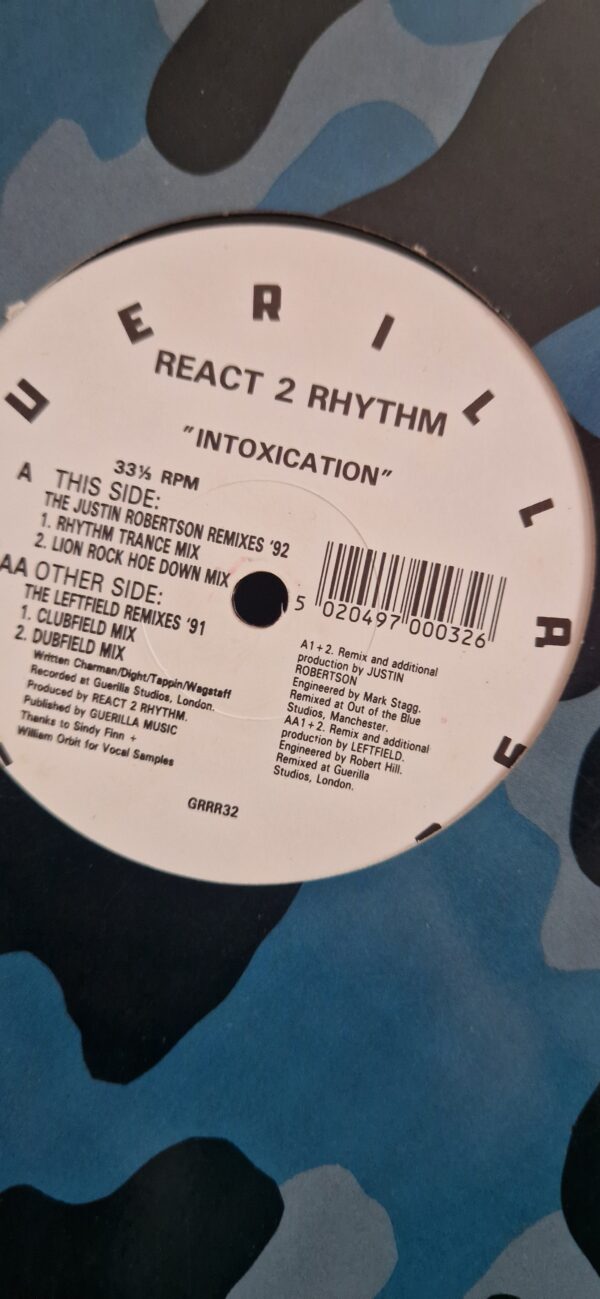 UERILLA
REACT 2 RHYTHM
"INTOXICATION"
33⅓ RPM
A THIS SIDE:
THE JUSTIN ROBERTSON REMIXES '92
1. RHYTHM TRANCE MIX
2. LION ROCK HOE DOWN MIX
AA OTHER SIDE:
THE LEFTFIELD REMIXES '91
1. CLUBFIELD MIX
2. DUBFIELD MIX
Written Charman/Dight/Tappin/Wagstaff
Recorded at Guerilla Studios, London.
Produced by REACT 2 RHYTHM.
Published by GUERILLA MUSIC
Thanks to Sindy Finn +
William Orbit for Vocal Samples
5 020497 000326
A1+2. Remix and additional
production by JUSTIN
ROBERTSON
Engineered by Mark Stagg.
Remixed at Out of the Blue
Studios, Manchester.
AA1+2. Remix and additional
production by LEFTFIELD.
Engineered by Robert Hill.
Remixed at Guerilla
Studios, London.
GRRR32